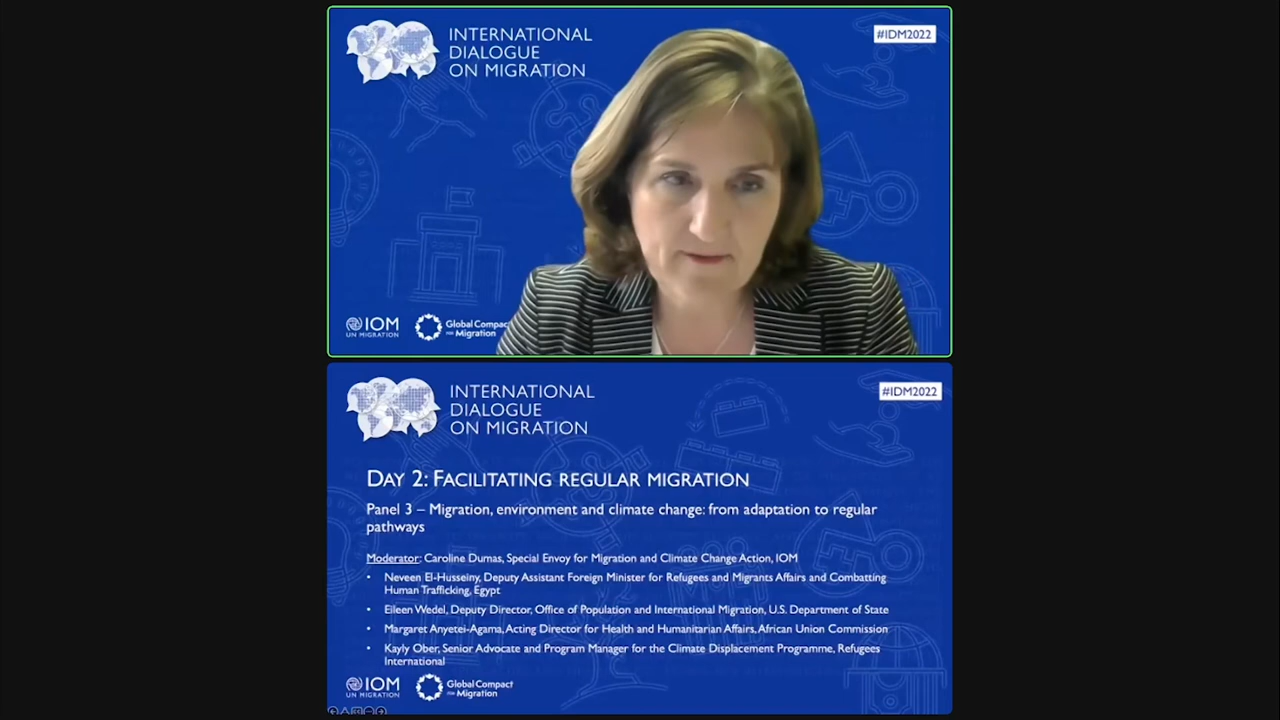 INTERNATIONAL
DIALOGUE
ON MIGRATION
#IDM2022
IOM
UN MIGRATION
Global Compac
FOR Migration
INTERNATIONAL
DIALOGUE
ON MIGRATION
#IDM2022
DAY 2: FACILITATING REGULAR MIGRATION
Panel 3 – Migration, environment and climate change: from adaptation to regular
pathways
Moderator: Caroline Dumas, Special Envoy for Migration and Climate Change Action, IOM
• Neveen El-Husseiny, Deputy Assistant Foreign Minister for Refugees and Migrants Affairs and Combatting
Human Trafficking, Egypt
• Eileen Wedel, Deputy Director, Office of Population and International Migration, U.S. Department of State
• Margaret Anyetei-Agama, Acting Director for Health and Humanitarian Affairs, African Union Commission
• Kayly Ober, Senior Advocate and Program Manager for the Climate Displacement Programme, Refugees
International
IOM
UN MIGRATION
Global Compact
FOR Migration